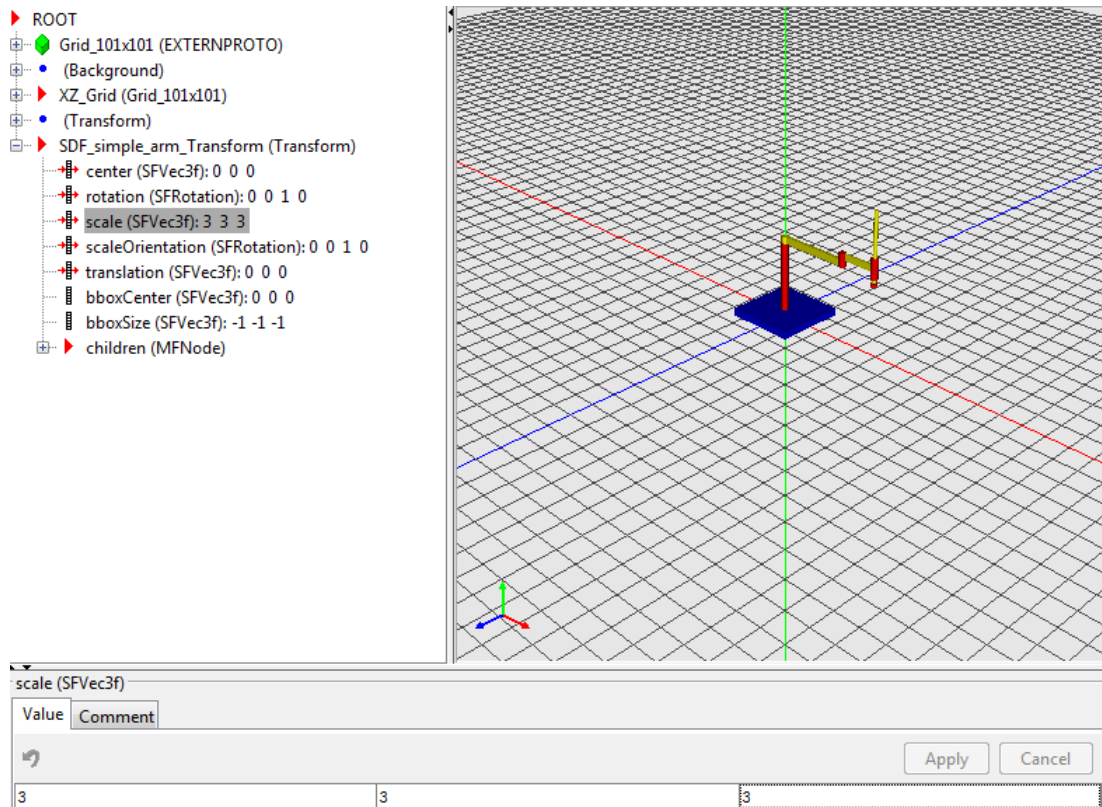 ROOT
Grid_101x101 (EXTERNPROTO)
(Background)
XZ_Grid (Grid_101x101)
(Transform)
SDF_simple_arm_Transform (Transform)
center (SFVec3f): 0 0 0
rotation (SFRotation): 0 0 1 0
scale (SFVec3f): 3 3 3
scaleOrientation (SFRotation): 0 0 1 0
translation (SFVec3f): 0 0 0
bboxCenter (SFVec3f): 0 0 0
bboxSize (SFVec3f): -1 -1 -1
children (MFNode)
scale (SFVec3f)
Value Comment
Apply Cancel
3 3 3